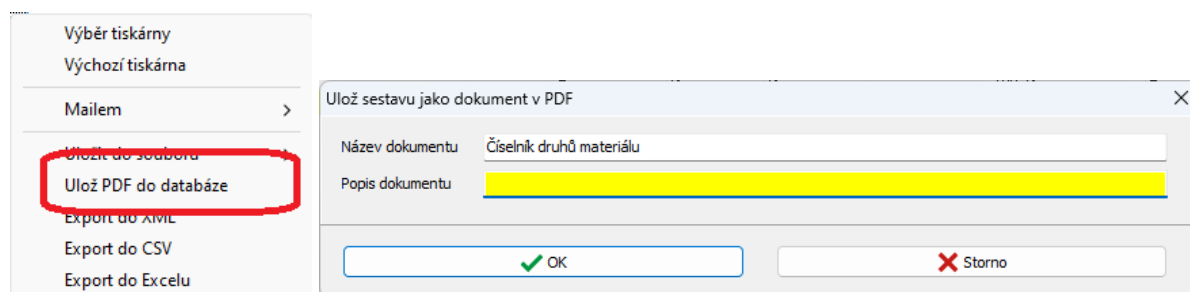 Výběr tiskárny
Výchozí tiskárna
Mailem
Uložit do souboru
Ulož PDF do databáze
Export do XML
Export do CSV
Export do Excelu
Ulož sestavu jako dokument v PDF
Název dokumentu Číselník druhů materiálu
Popis dokumentu
OK Storno